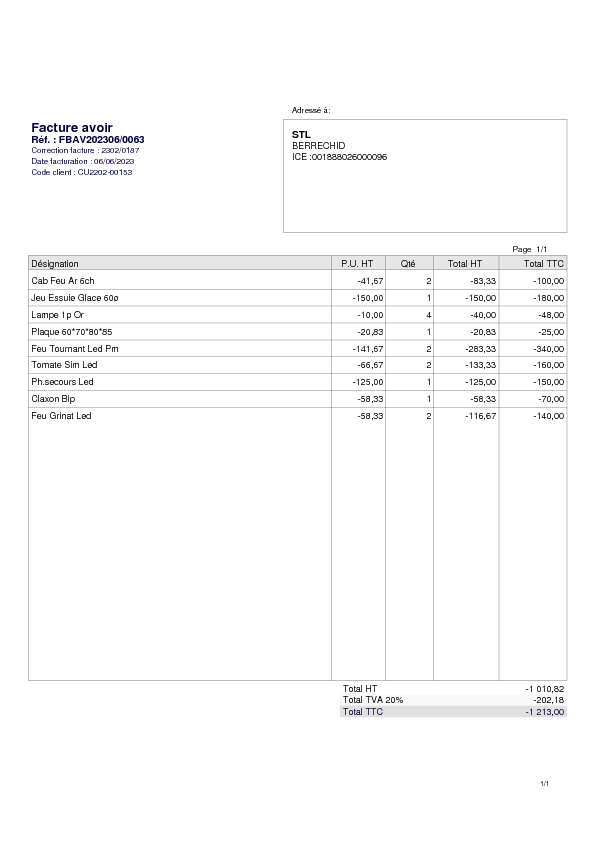 Adressé à:
Facture avoir
Réf. : FBAV202306/0063
Correction facture : 2302/0187
Date facturation : 06/06/2023
Code client : CU2202-00153
STL
BERRECHID
ICE :001888026000096
Page 1/1
Désignation P.U. HT Qté Total HT Total TTC
Cab Feu Ar 6ch -41,67 2 -83,33 -100,00
Jeu Essuie Glace 60ø -150,00 1 -150,00 -180,00
Lampe 1p Or -10,00 4 -40,00 -48,00
Plaque 60*70*80*85 -20,83 1 -20,83 -25,00
Feu Tournant Led Pm -141,67 2 -283,33 -340,00
Tomate Sim Led -66,67 2 -133,33 -160,00
Ph.secours Led -125,00 1 -125,00 -150,00
Claxon Bip -58,33 1 -58,33 -70,00
Feu Grinat Led -58,33 2 -116,67 -140,00
Total HT -1 010,82
Total TVA 20% -202,18
Total TTC -1 213,00
1/1